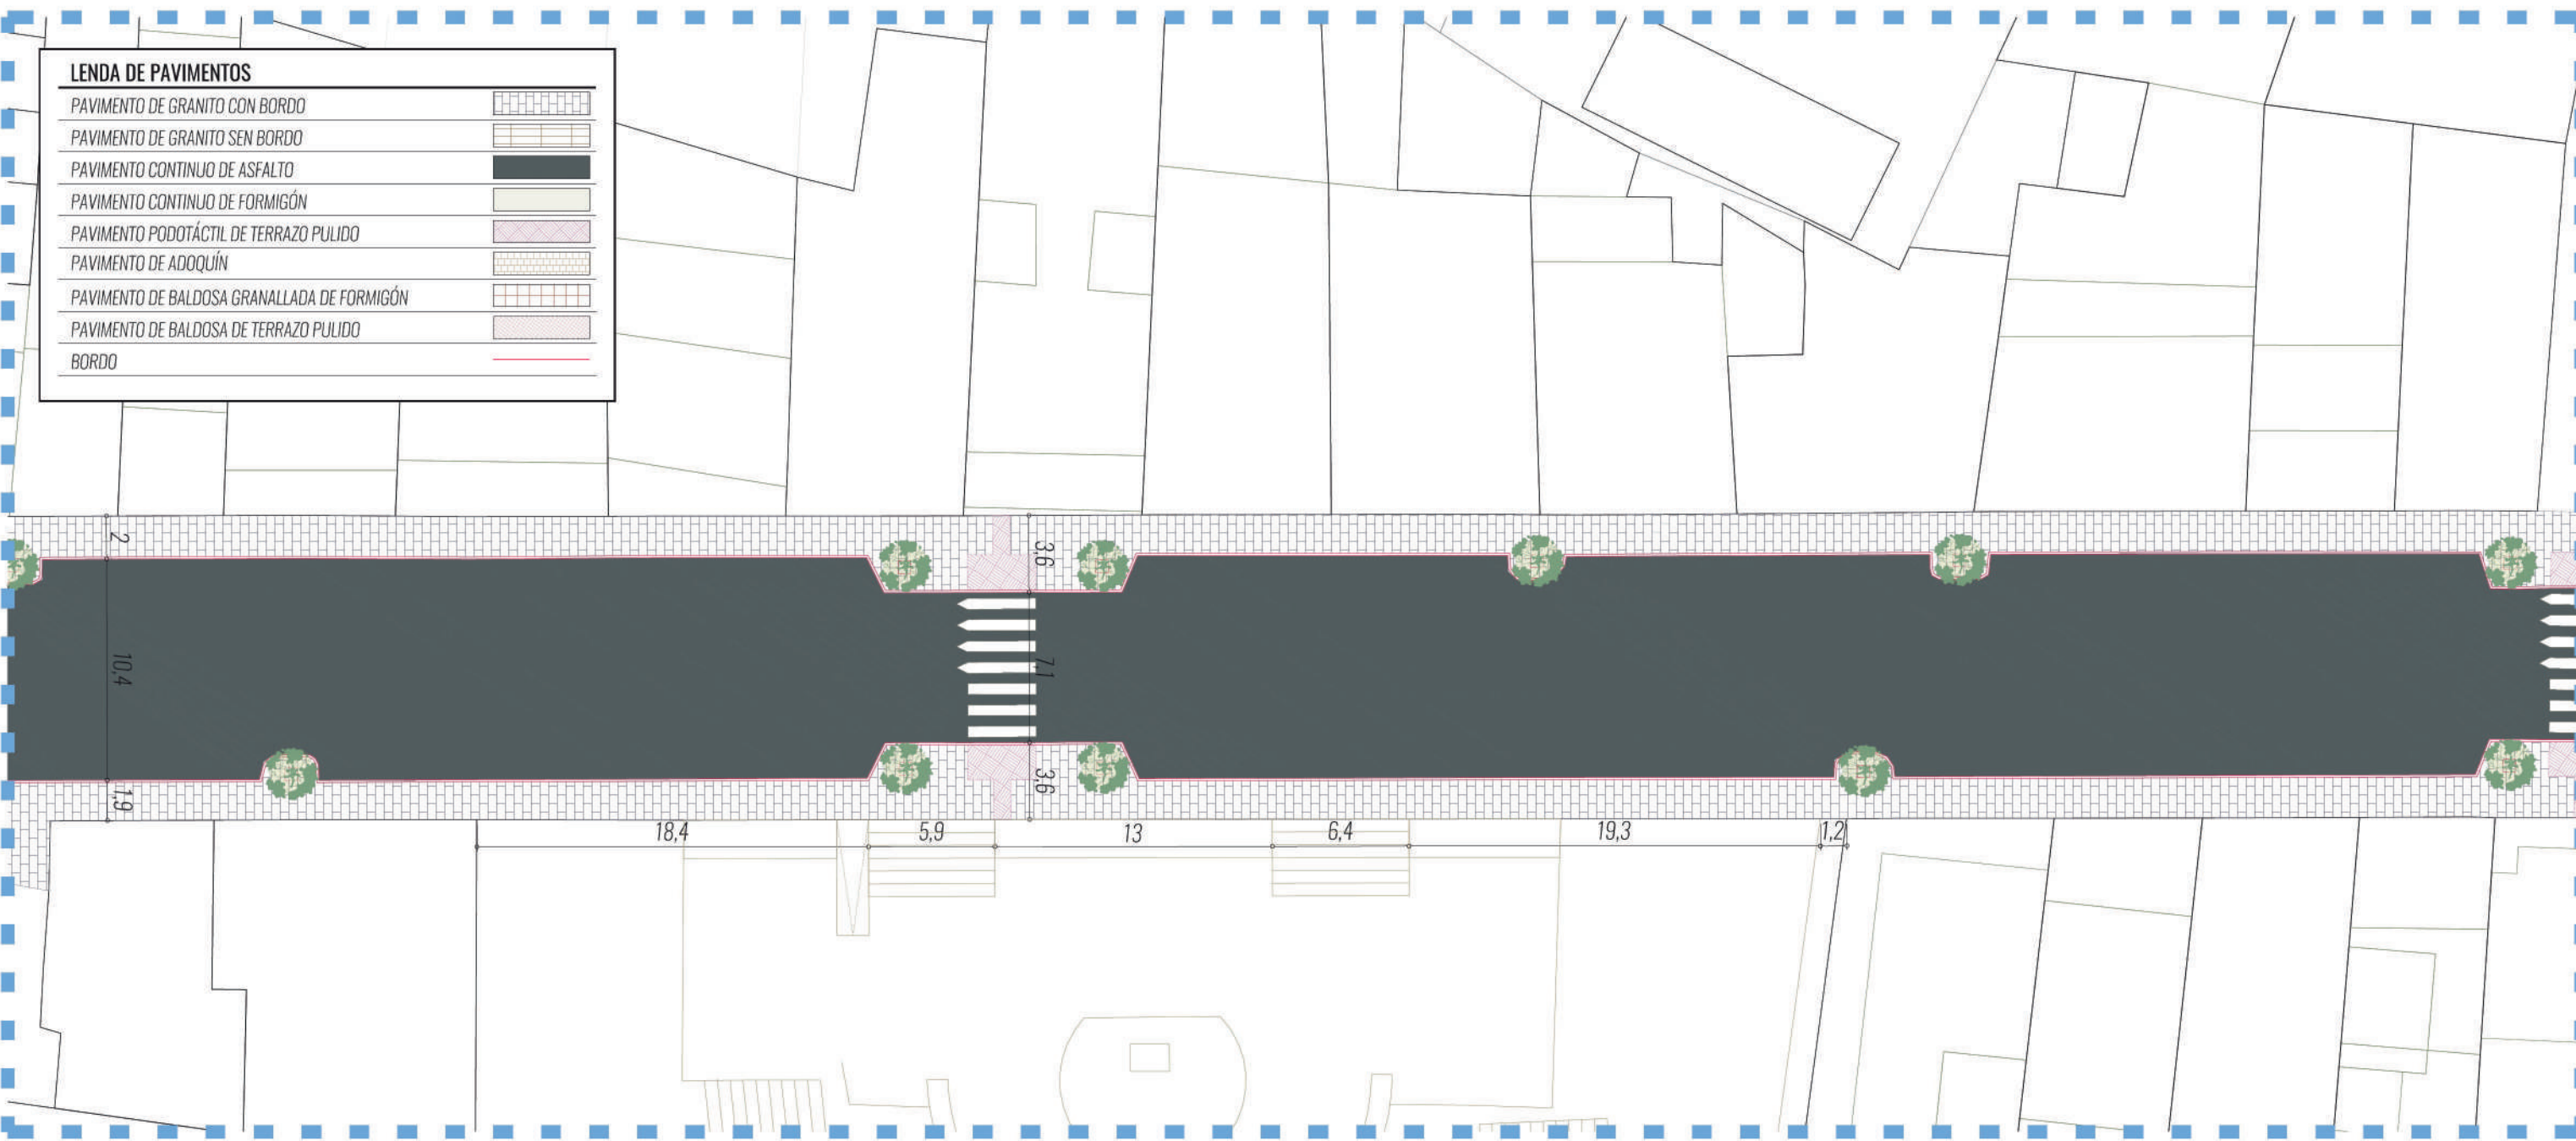 LENDA DE PAVIMENTOS
PAVIMENTO DE GRANITO CON BORDO
PAVIMENTO DE GRANITO SEN BORDO
PAVIMENTO CONTINUO DE ASFALTO
PAVIMENTO CONTINUO DE FORMIGÓN
PAVIMENTO PODOTÁCTIL DE TERRAZO PULIDO
PAVIMENTO DE ADOQUÍN
PAVIMENTO DE BALDOSA GRANALLADA DE FORMIGÓN
PAVIMENTO DE BALDOSA DE TERRAZO PULIDO
BORDO
2
3,6
10,4
7,1
1,9
3,6
18,4
5,9
13
6,4
19,3
1,2